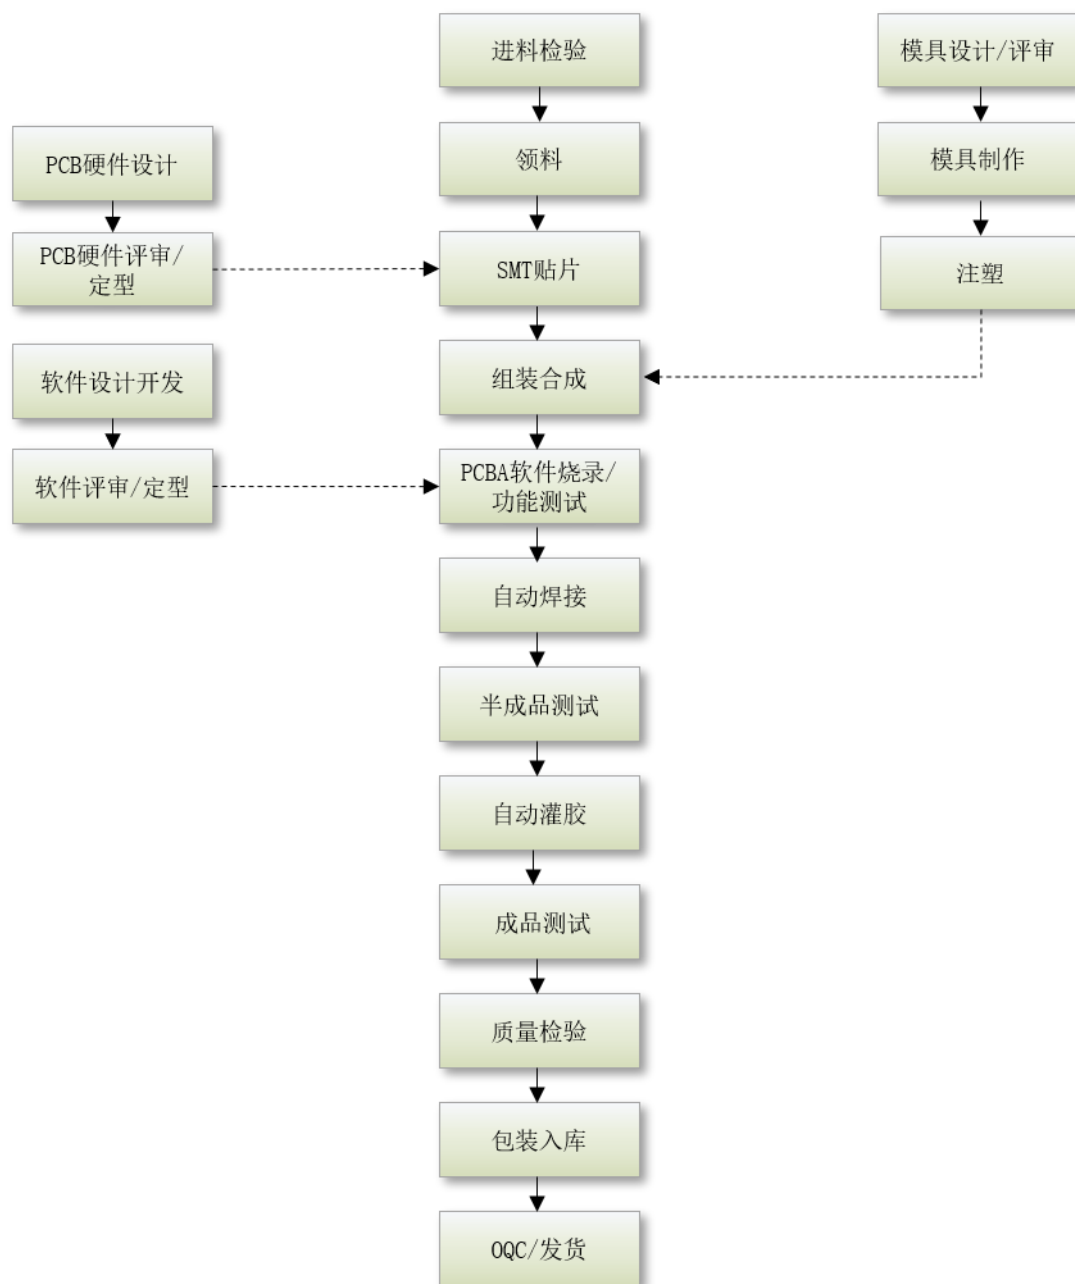 进料检验
模具设计/评审
领料
模具制作
PCB硬件设计
PCB硬件评审/
定型
SMT贴片
注塑
软件设计开发
组装合成
软件评审/定型
PCBA软件烧录/
功能测试
自动焊接
半成品测试
自动灌胶
成品测试
质量检验
包装入库
OQC/发货